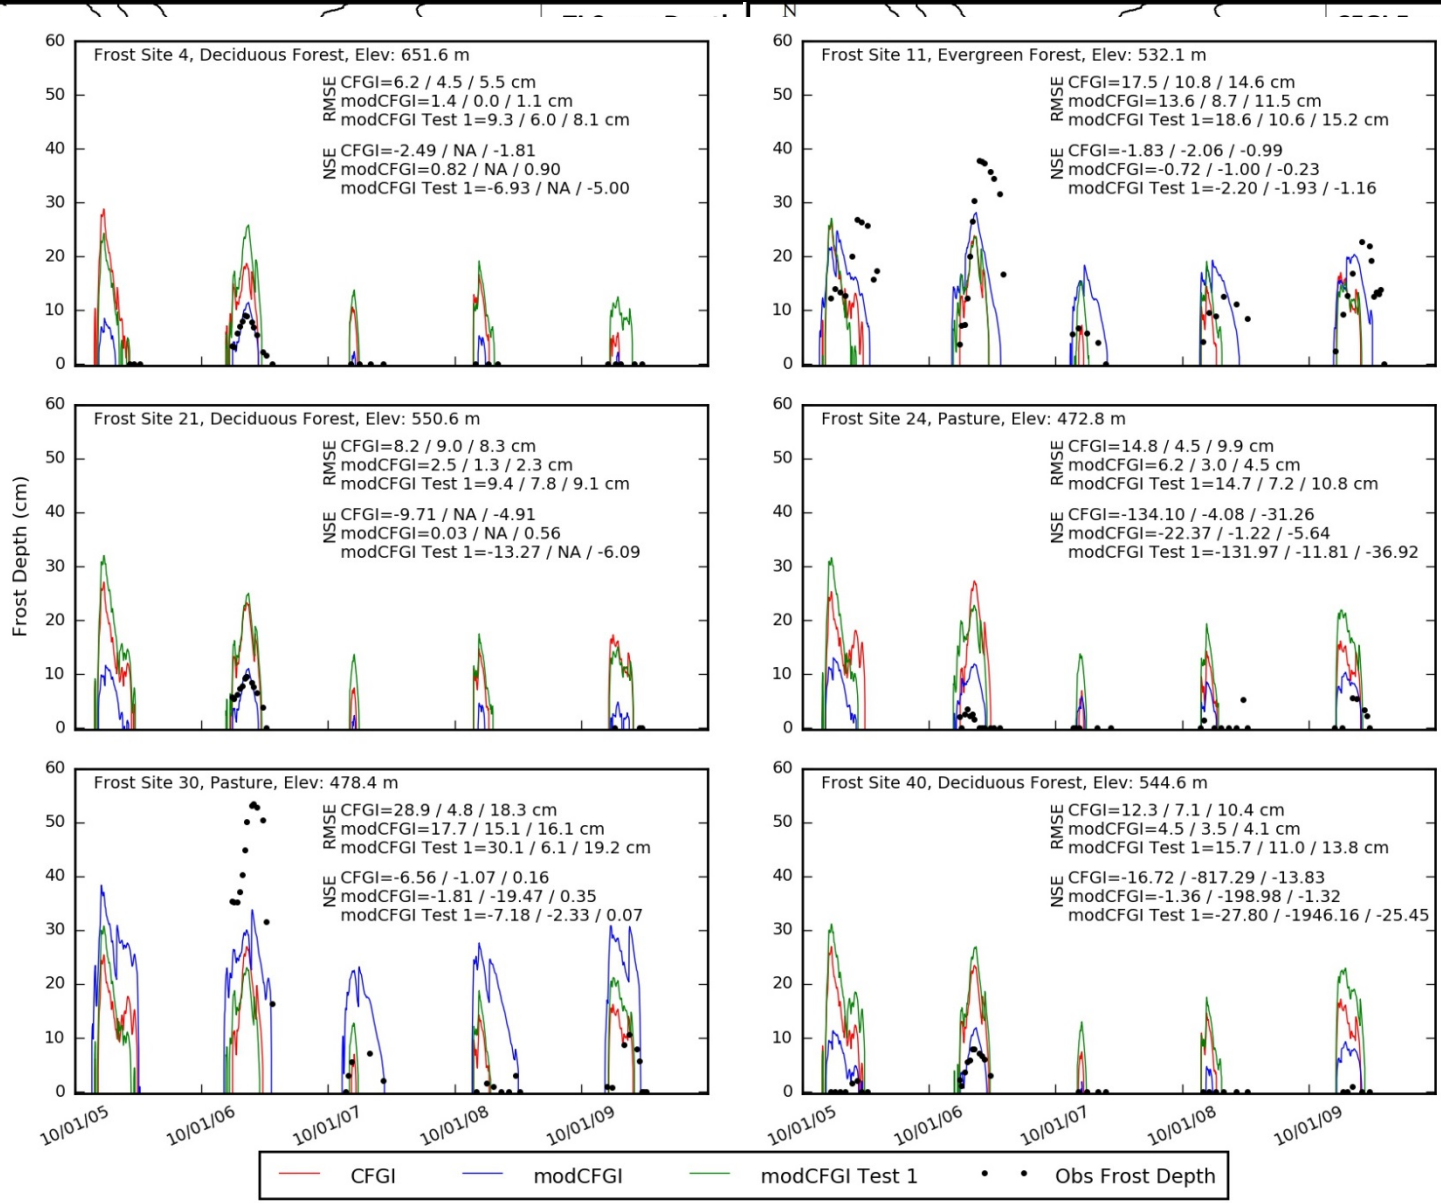 60
50
40
30
20
10
0
Frost Site 4, Deciduous Forest, Elev: 651.6 m
RMSE
CFGI=6.2 / 4.5 / 5.5 cm
modCFGI=1.4 / 0.0 / 1.1 cm
modCFGI Test 1=9.3 / 6.0 / 8.1 cm
NSE
CFGI=-2.49 / NA / -1.81
modCFGI=0.82 / NA / 0.90
modCFGI Test 1=-6.93 / NA / -5.00
60
50
40
30
20
10
0
Frost Site 11, Evergreen Forest, Elev: 532.1 m
RMSE
CFGI=17.5 / 10.8 / 14.6 cm
modCFGI=13.6 / 8.7 / 11.5 cm
modCFGI Test 1=18.6 / 10.6 / 15.2 cm
NSE
CFGI=-1.83 / -2.06 / -0.99
modCFGI=-0.72 / -1.00 / -0.23
modCFGI Test 1=-2.20 / -1.93 / -1.16
Frost Depth (cm)
60
50
40
30
20
10
0
Frost Site 21, Deciduous Forest, Elev: 550.6 m
RMSE
CFGI=8.2 / 9.0 / 8.3 cm
modCFGI=2.5 / 1.3 / 2.3 cm
modCFGI Test 1=9.4 / 7.8 / 9.1 cm
NSE
CFGI=-9.71 / NA / -4.91
modCFGI=0.03 / NA / 0.56
modCFGI Test 1=-13.27 / NA / -6.09
60
50
40
30
20
10
0
Frost Site 24, Pasture, Elev: 472.8 m
RMSE
CFGI=14.8 / 4.5 / 9.9 cm
modCFGI=6.2 / 3.0 / 4.5 cm
modCFGI Test 1=14.7 / 7.2 / 10.8 cm
NSE
CFGI=-134.10 / -4.08 / -31.26
modCFGI=-22.37 / -1.22 / -5.64
modCFGI Test 1=-131.97 / -11.81 / -36.92
60
50
40
30
20
10
0
Frost Site 30, Pasture, Elev: 478.4 m
RMSE
CFGI=28.9 / 4.8 / 18.3 cm
modCFGI=17.7 / 15.1 / 16.1 cm
modCFGI Test 1=30.1 / 6.1 / 19.2 cm
NSE
CFGI=-6.56 / -1.07 / 0.16
modCFGI=-1.81 / -19.47 / 0.35
modCFGI Test 1=-7.18 / -2.33 / 0.07
10/01/05 10/01/06 10/01/07 10/01/08 10/01/09
60
50
40
30
20
10
0
Frost Site 40, Deciduous Forest, Elev: 544.6 m
RMSE
CFGI=12.3 / 7.1 / 10.4 cm
modCFGI=4.5 / 3.5 / 4.1 cm
modCFGI Test 1=15.7 / 11.0 / 13.8 cm
NSE
CFGI=-16.72 / -817.29 / -13.83
modCFGI=-1.36 / -198.98 / -1.32
modCFGI Test 1=-27.80 / -1946.16 / -25.45
10/01/05 10/01/06 10/01/07 10/01/08 10/01/09
CFGI modCFGI modCFGI Test 1 Obs Frost Depth